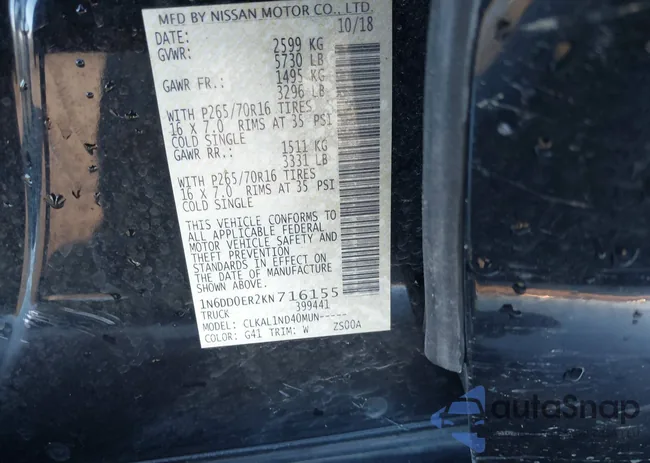 MFD BY NISSAN MOTOR CO., LTD.
DATE: 10/18
GVWR: 2599 KG
5730 LB
GAWR FR.: 1495 KG
3296 LB
WITH P265/70R16 TIRES
16 X 7.0 RIMS AT 35 PSI
COLD SINGLE
GAWR RR.: 1511 KG
3331 LB
WITH P265/70R16 TIRES
16 X 7.0 RIMS AT 35 PSI
COLD SINGLE
THIS VEHICLE CONFORMS TO
ALL APPLICABLE FEDERAL
MOTOR VEHICLE SAFETY AND
THEFT PREVENTION
STANDARDS IN EFFECT ON
THE DATE OF MANUFACTURE
SHOWN ABOVE.
1N6DD0ER2KN716155
TRUCK 399441
MODEL: CLKAL1ND40MUN-----
COLOR: G41 TRIM: W ZS00A
autoSnap